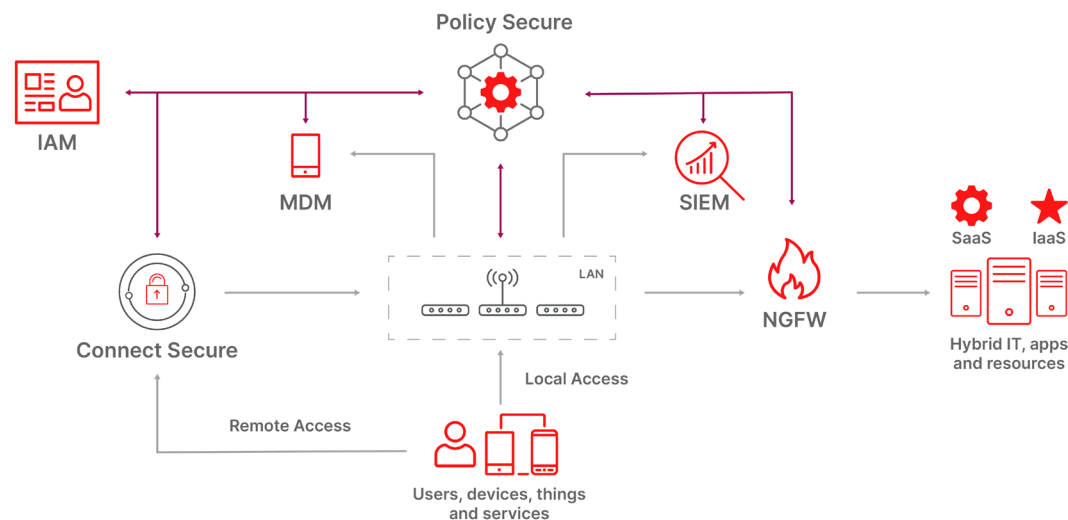 Policy Secure
IAM
MDM
SIEM
SaaS
IaaS
LAN
NGFW
Connect Secure
Hybrid IT, apps
and resources
Local Access
Remote Access
Users, devices, things
and services